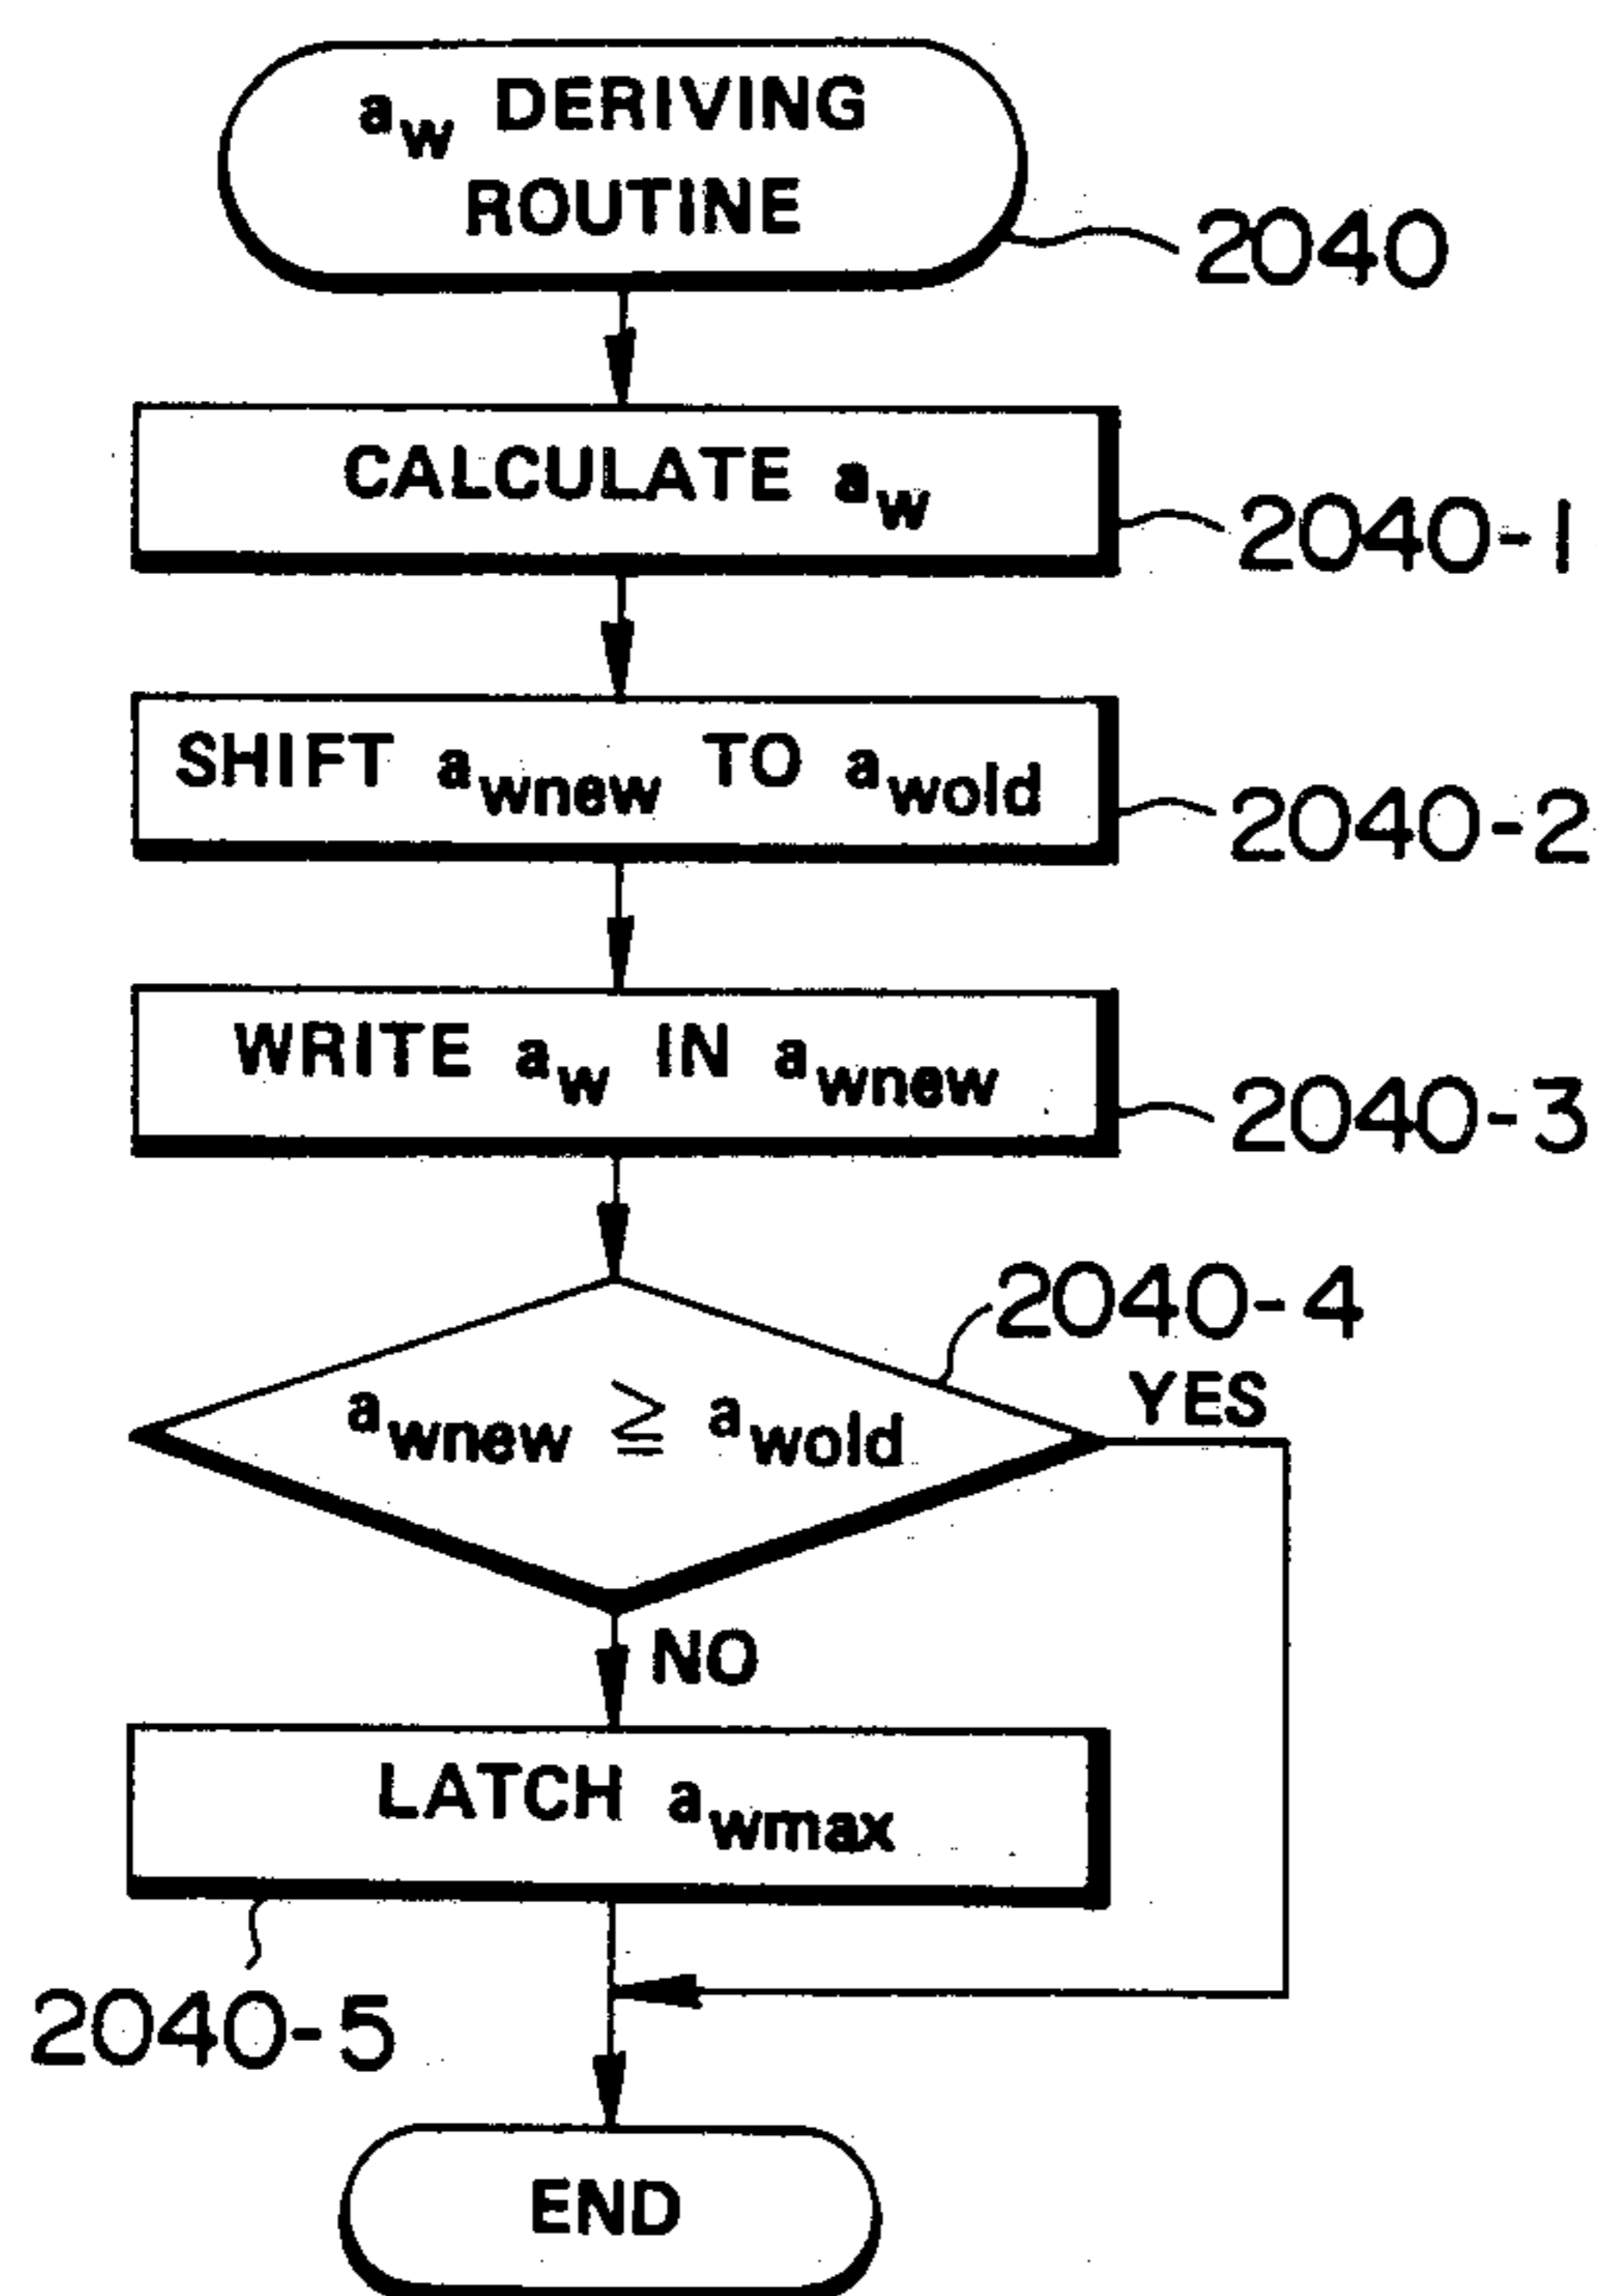 a_w DERIVING
ROUTINE
2040
CALCULATE a_w
2040-1
SHIFT a_wnew TO a_wold
2040-2
WRITE a_w IN a_wnew
2040-3
2040-4
YES
a_wnew ≧ a_wold
NO
LATCH a_wmax
2040-5
END